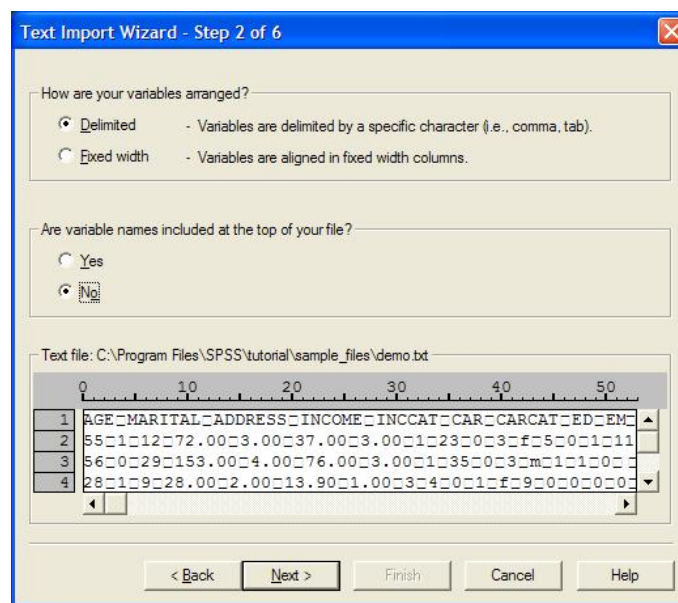 Text Import Wizard - Step 2 of 6
How are your variables arranged?
Delimited - Variables are delimited by a specific character (i.e., comma, tab).
Fixed width - Variables are aligned in fixed width columns.
Are variable names included at the top of your file?
Yes
No
Text file: C:\Program Files\SPSS\tutorial\sample_files\demo.txt
0 10 20 30 40 50
1 AGE□MARITAL□ADDRESS□INCOME□INCCAT□CAR□CARCAT□ED□EM□
2 55□1□12□72.00□3.00□37.00□3.00□1□23□0□3□f□5□0□1□11
3 56□0□29□153.00□4.00□76.00□3.00□1□35□0□3□m□1□1□0□
4 28□1□9□28.00□2.00□13.90□1.00□3□4□0□1□f□9□0□0□0□0□
< Back Next > Finish Cancel Help